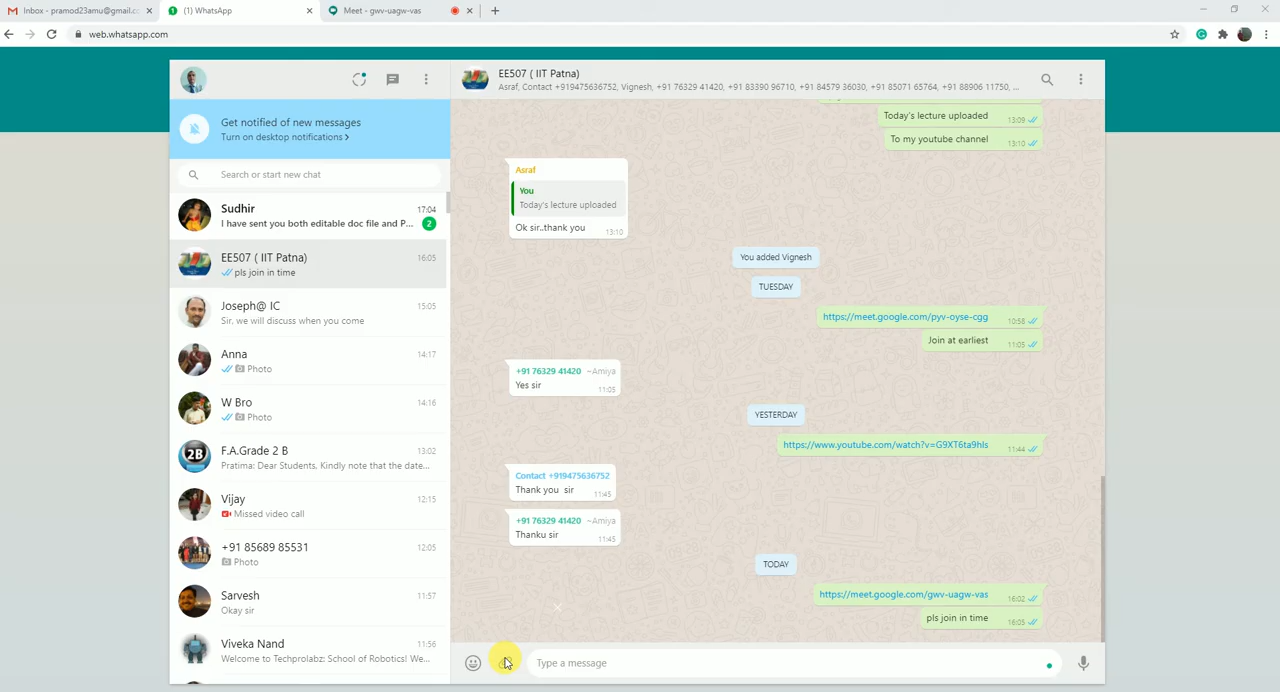 Inbox - pramod23amu@gmail.co
(1) WhatsApp
Meet - gwv-uagw-vas
web.whatsapp.com
EE507 ( IIT Patna)
Asraf, Contact +919475636752, Vignesh, +91 76329 41420, +91 83390 96710, +91 84579 36030, +91 85071 65764, +91 88906 11750, ...
Get notified of new messages
Turn on desktop notifications >
Search or start new chat
Sudhir 17:04
I have sent you both editable doc file and P... 2
EE507 ( IIT Patna) 16:05
pls join in time
Joseph@ IC 15:05
Sir, we will discuss when you come
Anna 14:17
Photo
W Bro 14:16
Photo
F.A.Grade 2 B 13:02
Pratima: Dear Students, Kindly note that the date...
Vijay 12:15
Missed video call
+91 85689 85531 12:05
Photo
Sarvesh 11:57
Okay sir
Viveka Nand 11:56
Welcome to Techprolabz: School of Robotics! We...
Today's lecture uploaded 13:09
To my youtube channel 13:10
Asraf
You
Today's lecture uploaded
Ok sir..thank you 13:10
You added Vignesh
TUESDAY
https://meet.google.com/pyv-oyse-cgg 10:58
Join at earliest 11:05
+91 76329 41420 ~Amiya
Yes sir 11:05
YESTERDAY
https://www.youtube.com/watch?v=G9XT6ta9hls 11:44
Contact +919475636752
Thank you sir 11:45
+91 76329 41420 ~Amiya
Thanku sir 11:45
TODAY
https://meet.google.com/gwv-uagw-vas 16:02
pls join in time 16:05
Type a message